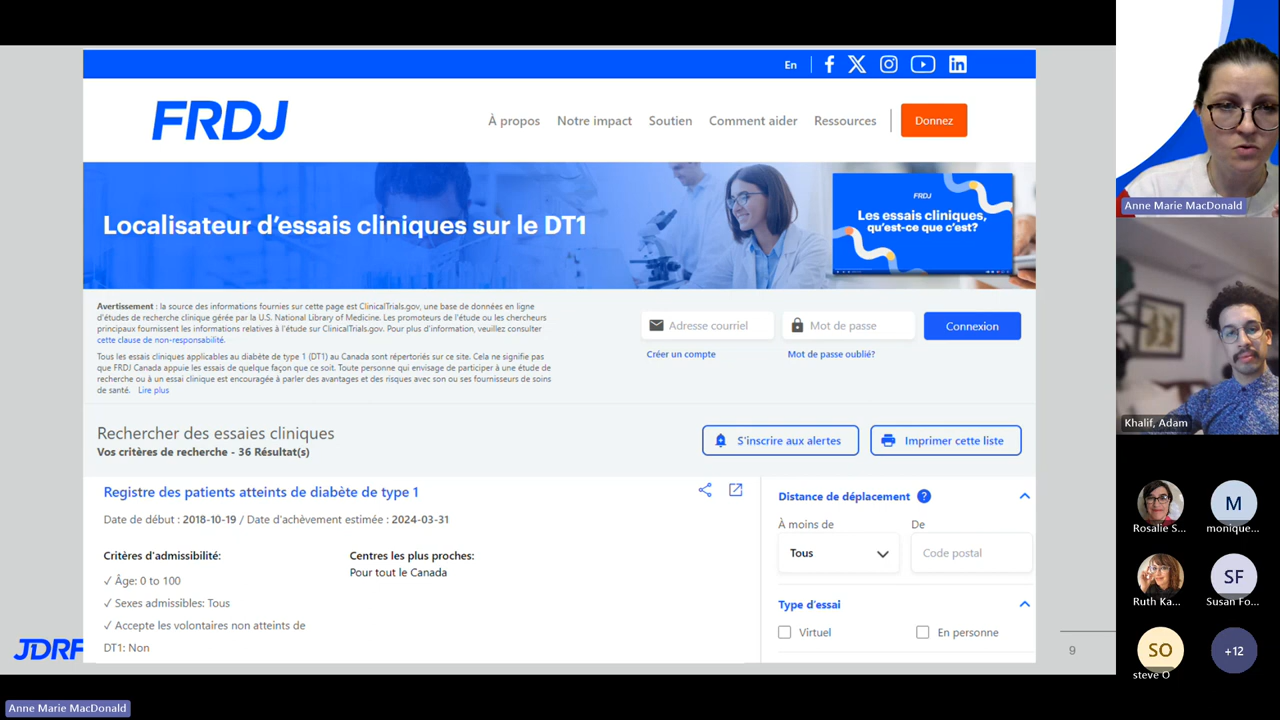 En
FRDJ
À propos
Notre impact
Soutien
Comment aider
Ressources
Donnez
Localisateur d'essais cliniques sur le DT1
FRDJ
Les essais cliniques,
qu'est-ce que c'est?
Avertissement : la source des informations fournies sur cette page est ClinicalTrials.gov, une base de données en ligne
d'études de recherche clinique gérée par la U.S. National Library of Medicine. Les promoteurs de l'étude ou les chercheurs
principaux fournissent les informations relatives à l'étude sur ClinicalTrials.gov. Pour plus d'information, veuillez consulter
cette clause de non-responsabilité.
Tous les essais cliniques applicables au diabète de type 1 (DT1) au Canada sont répertoriés sur ce site. Cela ne signifie pas
que FRDJ Canada appuie les essais de quelque façon que ce soit. Toute personne qui envisage de participer à une étude de
recherche ou à un essai clinique est encouragée à parler des avantages et des risques avec son ou ses fournisseurs de soins
de santé. Lire plus
Adresse courriel
Mot de passe
Connexion
Créer un compte
Mot de passe oublié?
Rechercher des essaies cliniques
Vos critères de recherche - 36 Résultat(s)
S'inscrire aux alertes
Imprimer cette liste
Registre des patients atteints de diabète de type 1
Date de début : 2018-10-19 / Date d'achèvement estimée : 2024-03-31
Critères d'admissibilité:
✓ Âge: 0 to 100
✓ Sexes admissibles: Tous
✓ Accepte les volontaires non atteints de
DT1: Non
Centres les plus proches:
Pour tout le Canada
Distance de déplacement ?
À moins de
De
Tous
Code postal
Type d'essai
Virtuel
En personne
JDRF
9
Anne Marie MacDonald
Khalif, Adam
Rosalie S...
M
monique...
Ruth Ka...
SF
Susan Fo...
SO
steve O
+12
Anne Marie MacDonald